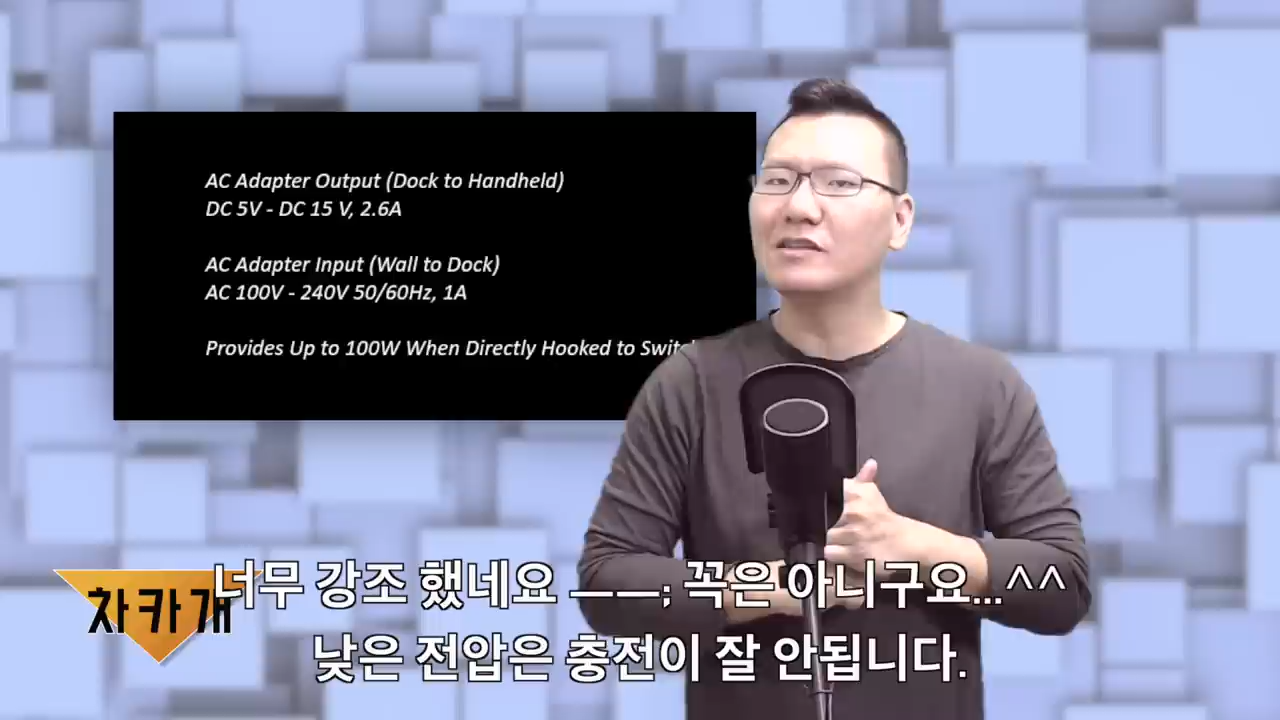 AC Adapter Output (Dock to Handheld)
DC 5V - DC 15 V, 2.6A
AC Adapter Input (Wall to Dock)
AC 100V - 240V 50/60Hz, 1A
Provides Up to 100W When Directly Hooked to
차카개
너무 강조 했네요 ㅡㅡ; 꼭은 아니구요...^^
낮은 전압은 충전이 잘 안됩니다.